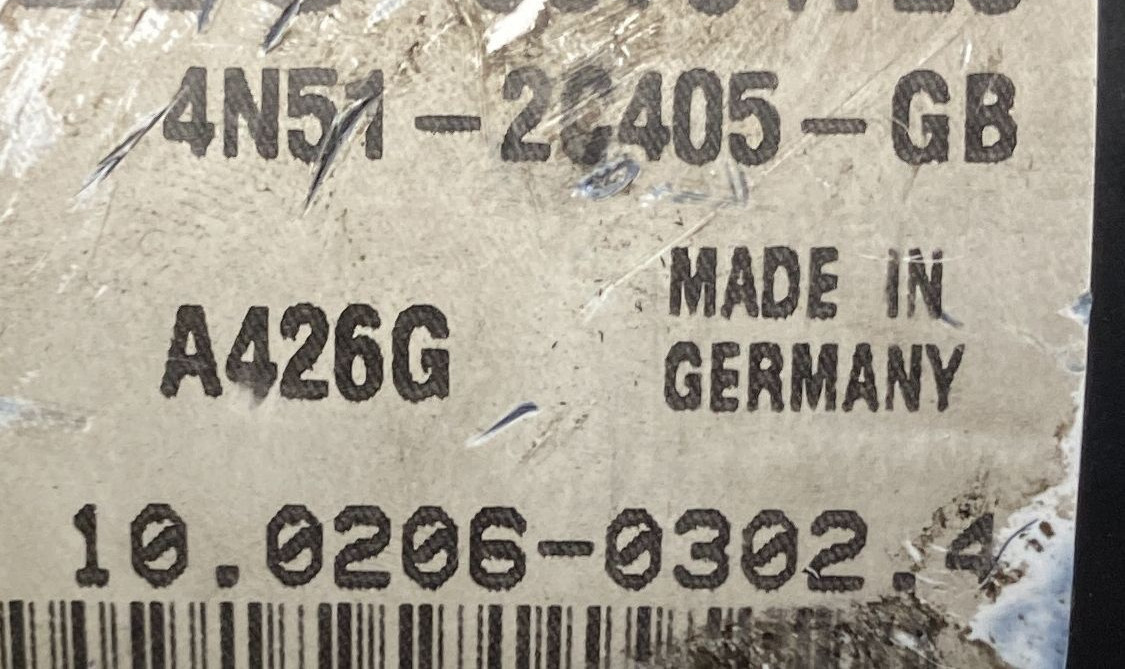 4N51-2C405-GB
MADE IN
A426G
GERMANY
10.0206-0302.4